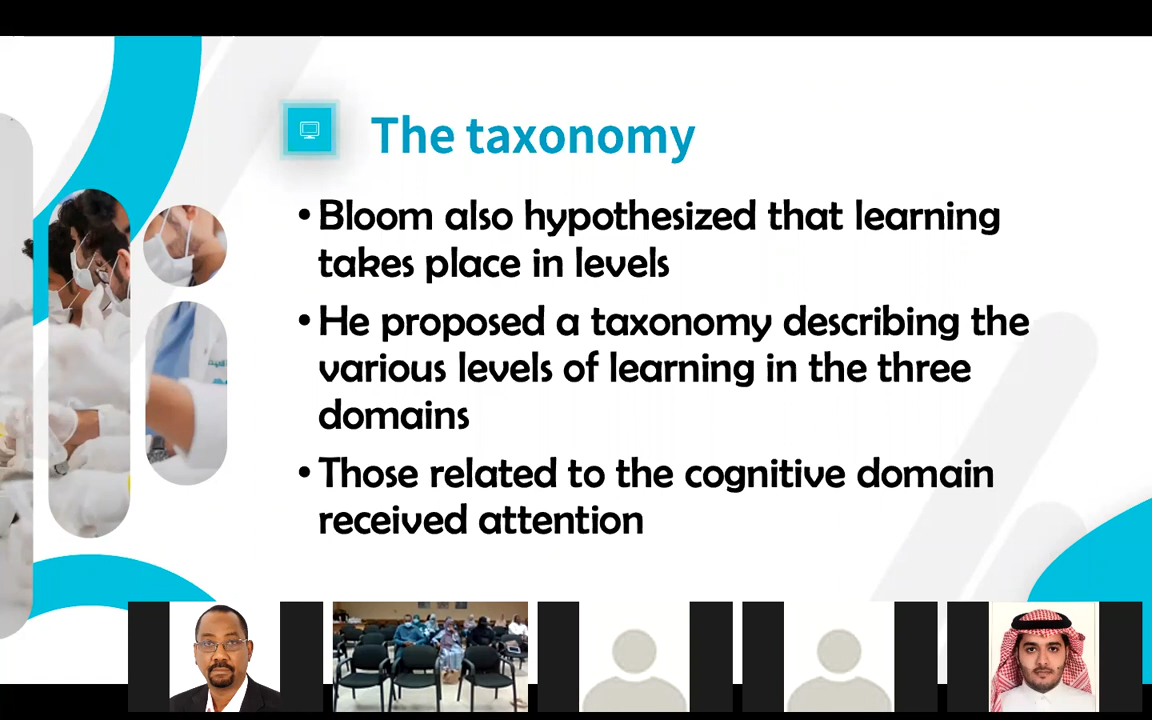 The taxonomy
• Bloom also hypothesized that learning
takes place in levels
• He proposed a taxonomy describing the
various levels of learning in the three
domains
• Those related to the cognitive domain
received attention